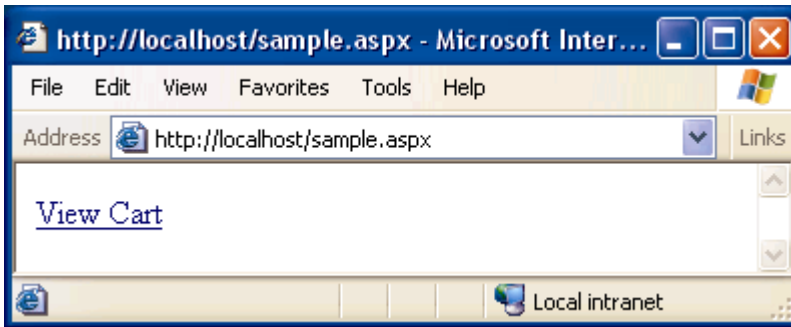 http://localhost/sample.aspx - Microsoft Inter...
File Edit View Favorites Tools Help
Address http://localhost/sample.aspx Links
View Cart
Local intranet